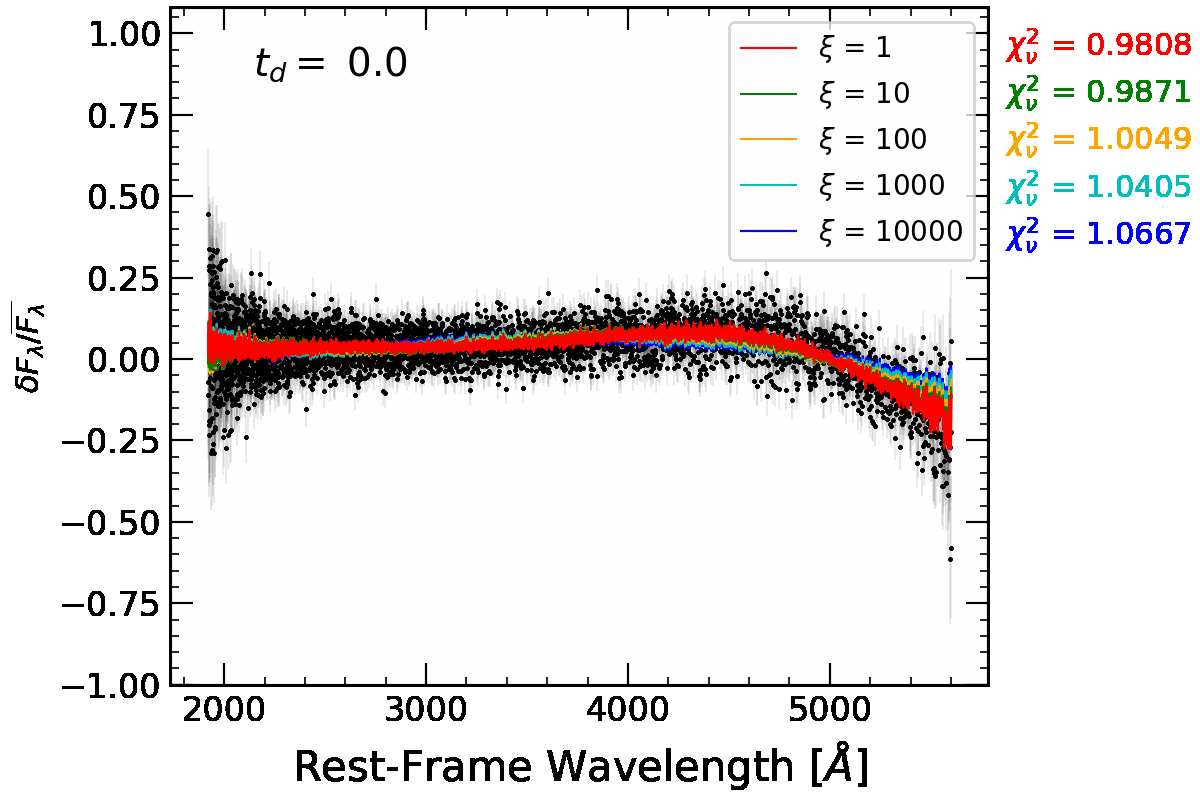 1.00
0.75
0.50
0.25
0.00
−0.25
−0.50
−0.75
−1.00
δF_λ/\overline{F_λ}
t_d = 0.0
ξ = 1
ξ = 10
ξ = 100
ξ = 1000
ξ = 10000
χ²_ν = 0.9808
χ²_ν = 0.9871
χ²_ν = 1.0049
χ²_ν = 1.0405
χ²_ν = 1.0667
2000 3000 4000 5000
Rest-Frame Wavelength [Å]